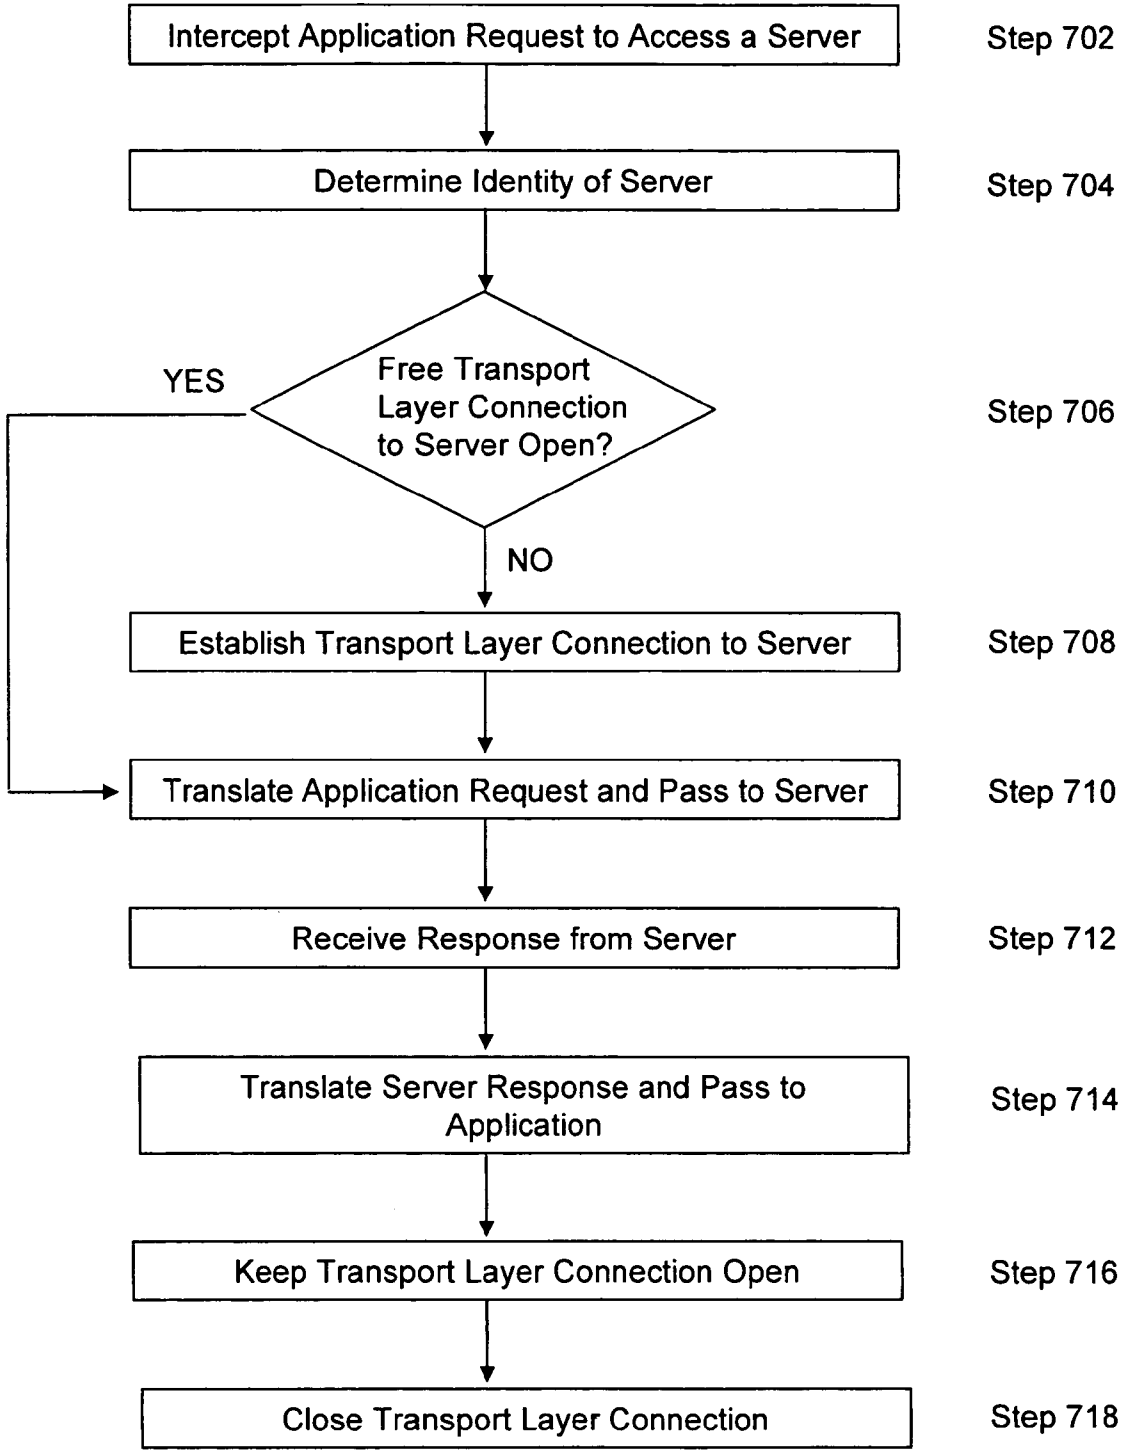 Intercept Application Request to Access a Server
Step 702
Determine Identity of Server
Step 704
YES
Free Transport
Layer Connection
to Server Open?
Step 706
NO
Establish Transport Layer Connection to Server
Step 708
Translate Application Request and Pass to Server
Step 710
Receive Response from Server
Step 712
Translate Server Response and Pass to
Application
Step 714
Keep Transport Layer Connection Open
Step 716
Close Transport Layer Connection
Step 718